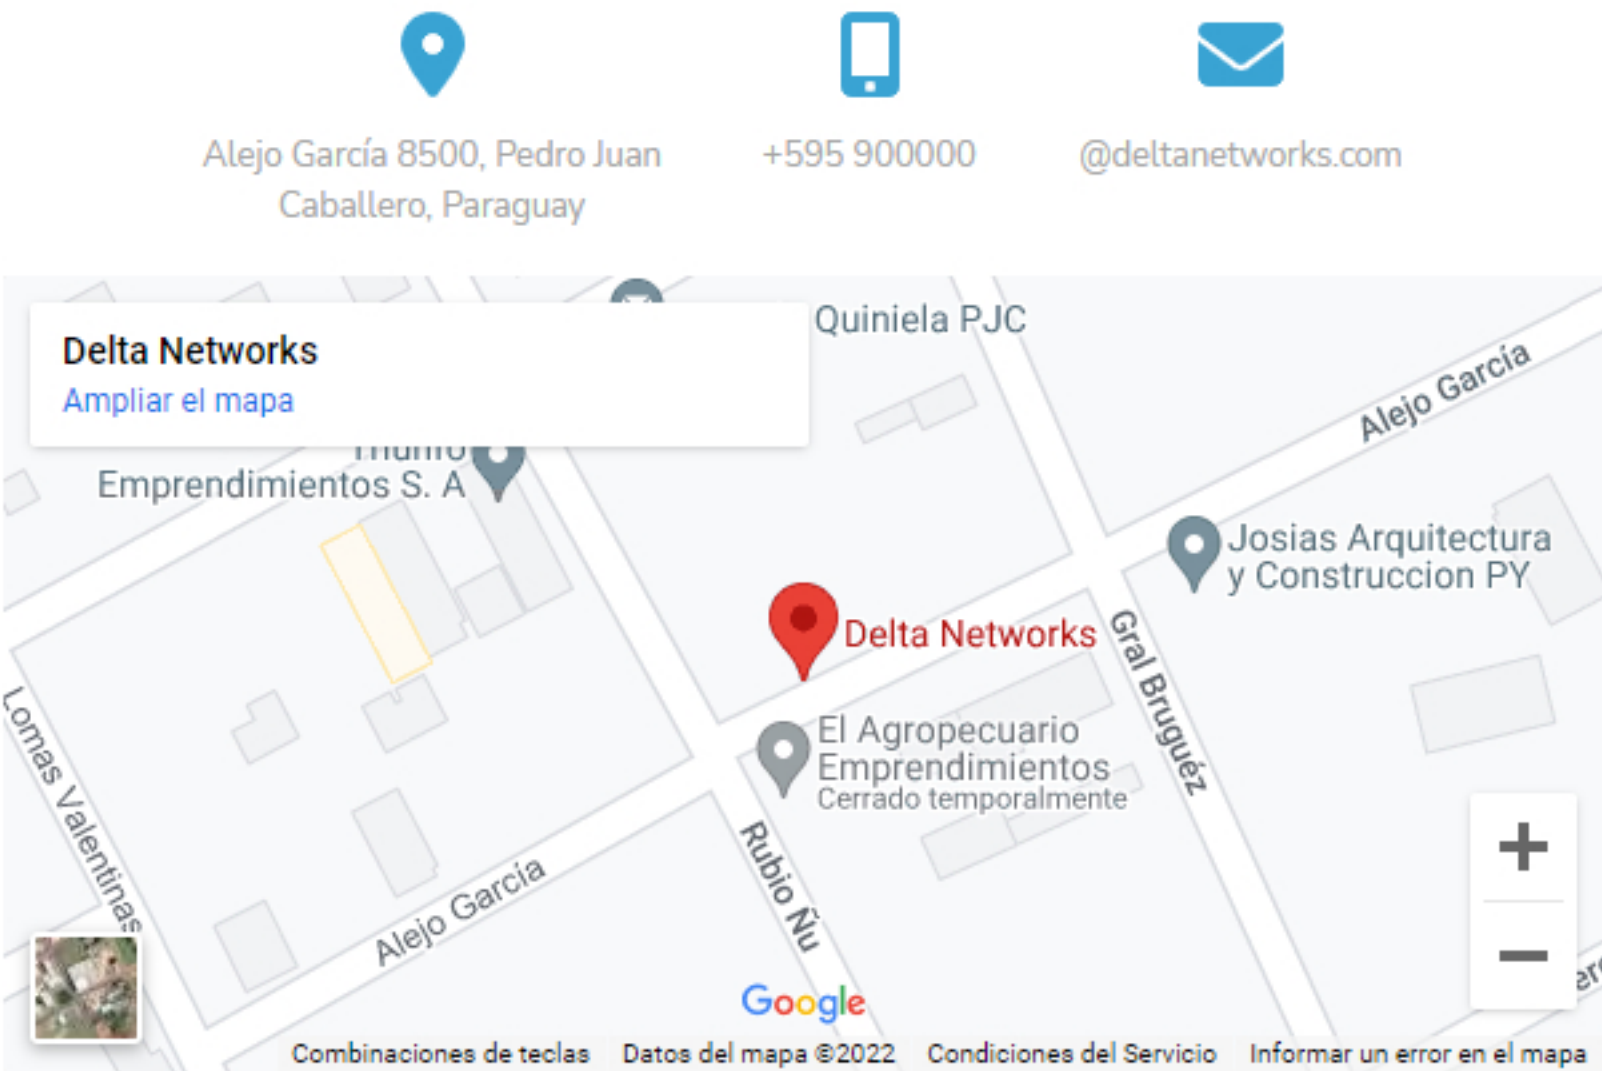 Alejo García 8500, Pedro Juan
Caballero, Paraguay
+595 900000
@deltanetworks.com
Delta Networks
Ampliar el mapa
Quiniela PJC
Alejo García
Triunfo
Emprendimientos S. A
Josias Arquitectura
y Construccion PY
Delta Networks
Gral Bruguéz
El Agropecuario
Emprendimientos
Cerrado temporalmente
Lomas Valentinas
Rubio Ñu
Alejo García
Google
Combinaciones de teclas
Datos del mapa ©2022
Condiciones del Servicio
Informar un error en el mapa